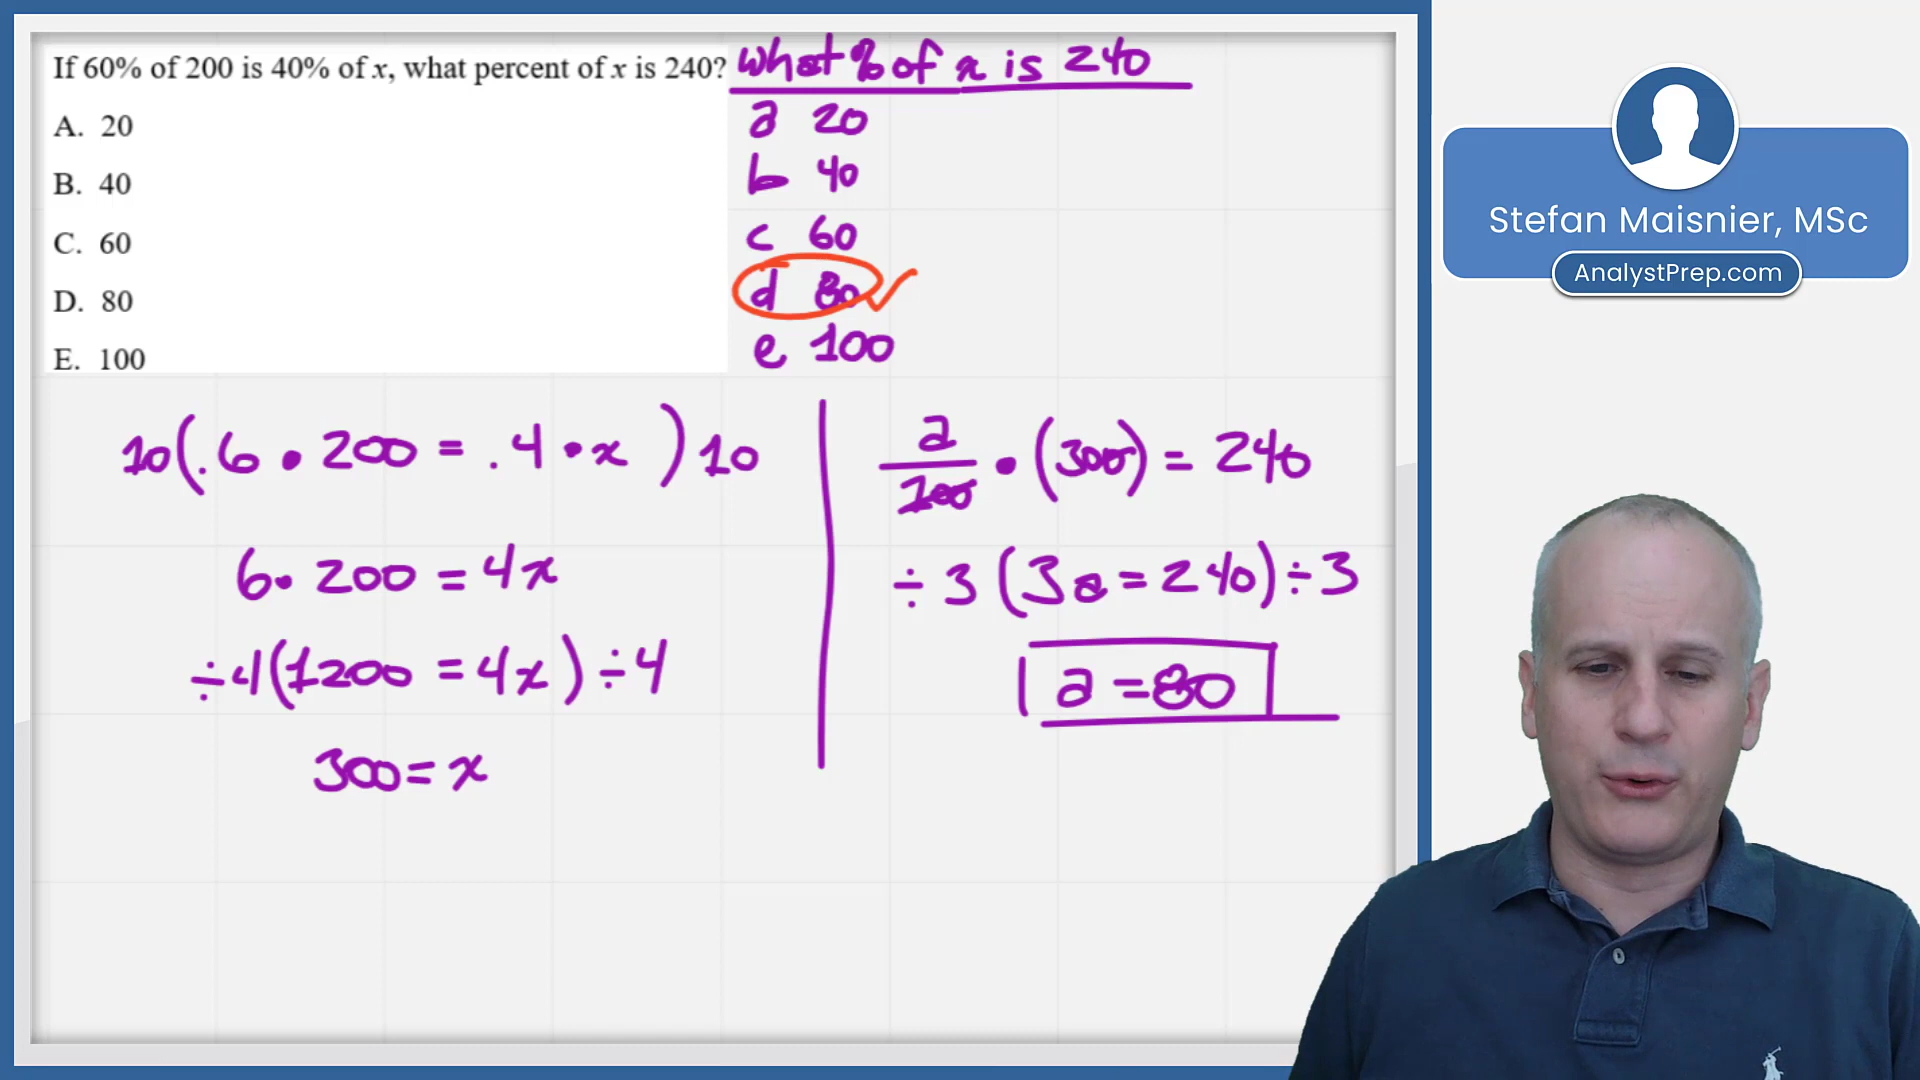 If 60% of 200 is 40% of x, what percent of x is 240?
A. 20
B. 40
C. 60
D. 80
E. 100
What % of x is 240
a 20
b 40
c 60
d 80 ✓
e 100
10(.6 • 200 = .4 • x)10
6 • 200 = 4x
÷4(1200 = 4x)÷4
300 = x
a/100 • (300) = 240
÷3(3a = 240)÷3
a = 80
Stefan Maisnier, MSc
AnalystPrep.com